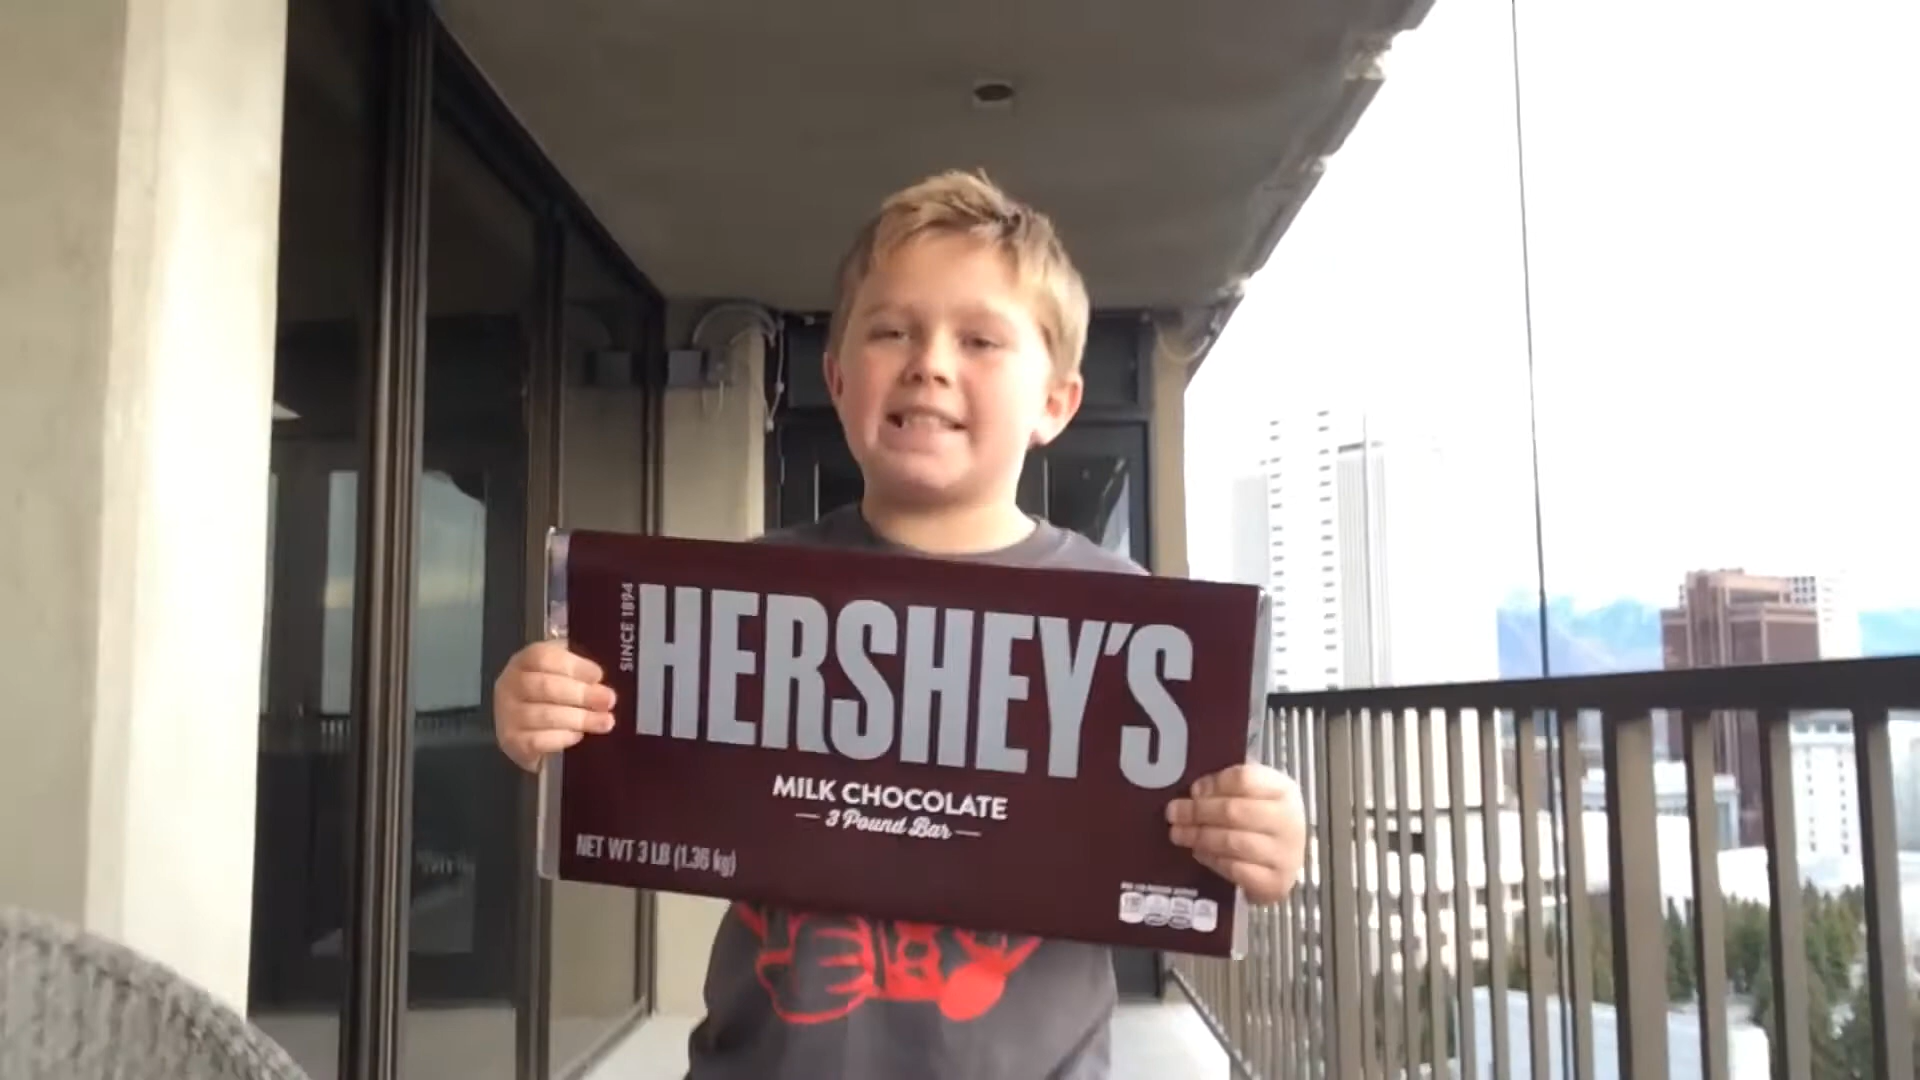 SINCE 1894
HERSHEY'S
MILK CHOCOLATE
— 3 Pound Bar —
NET WT 3 LB (1.36 kg)